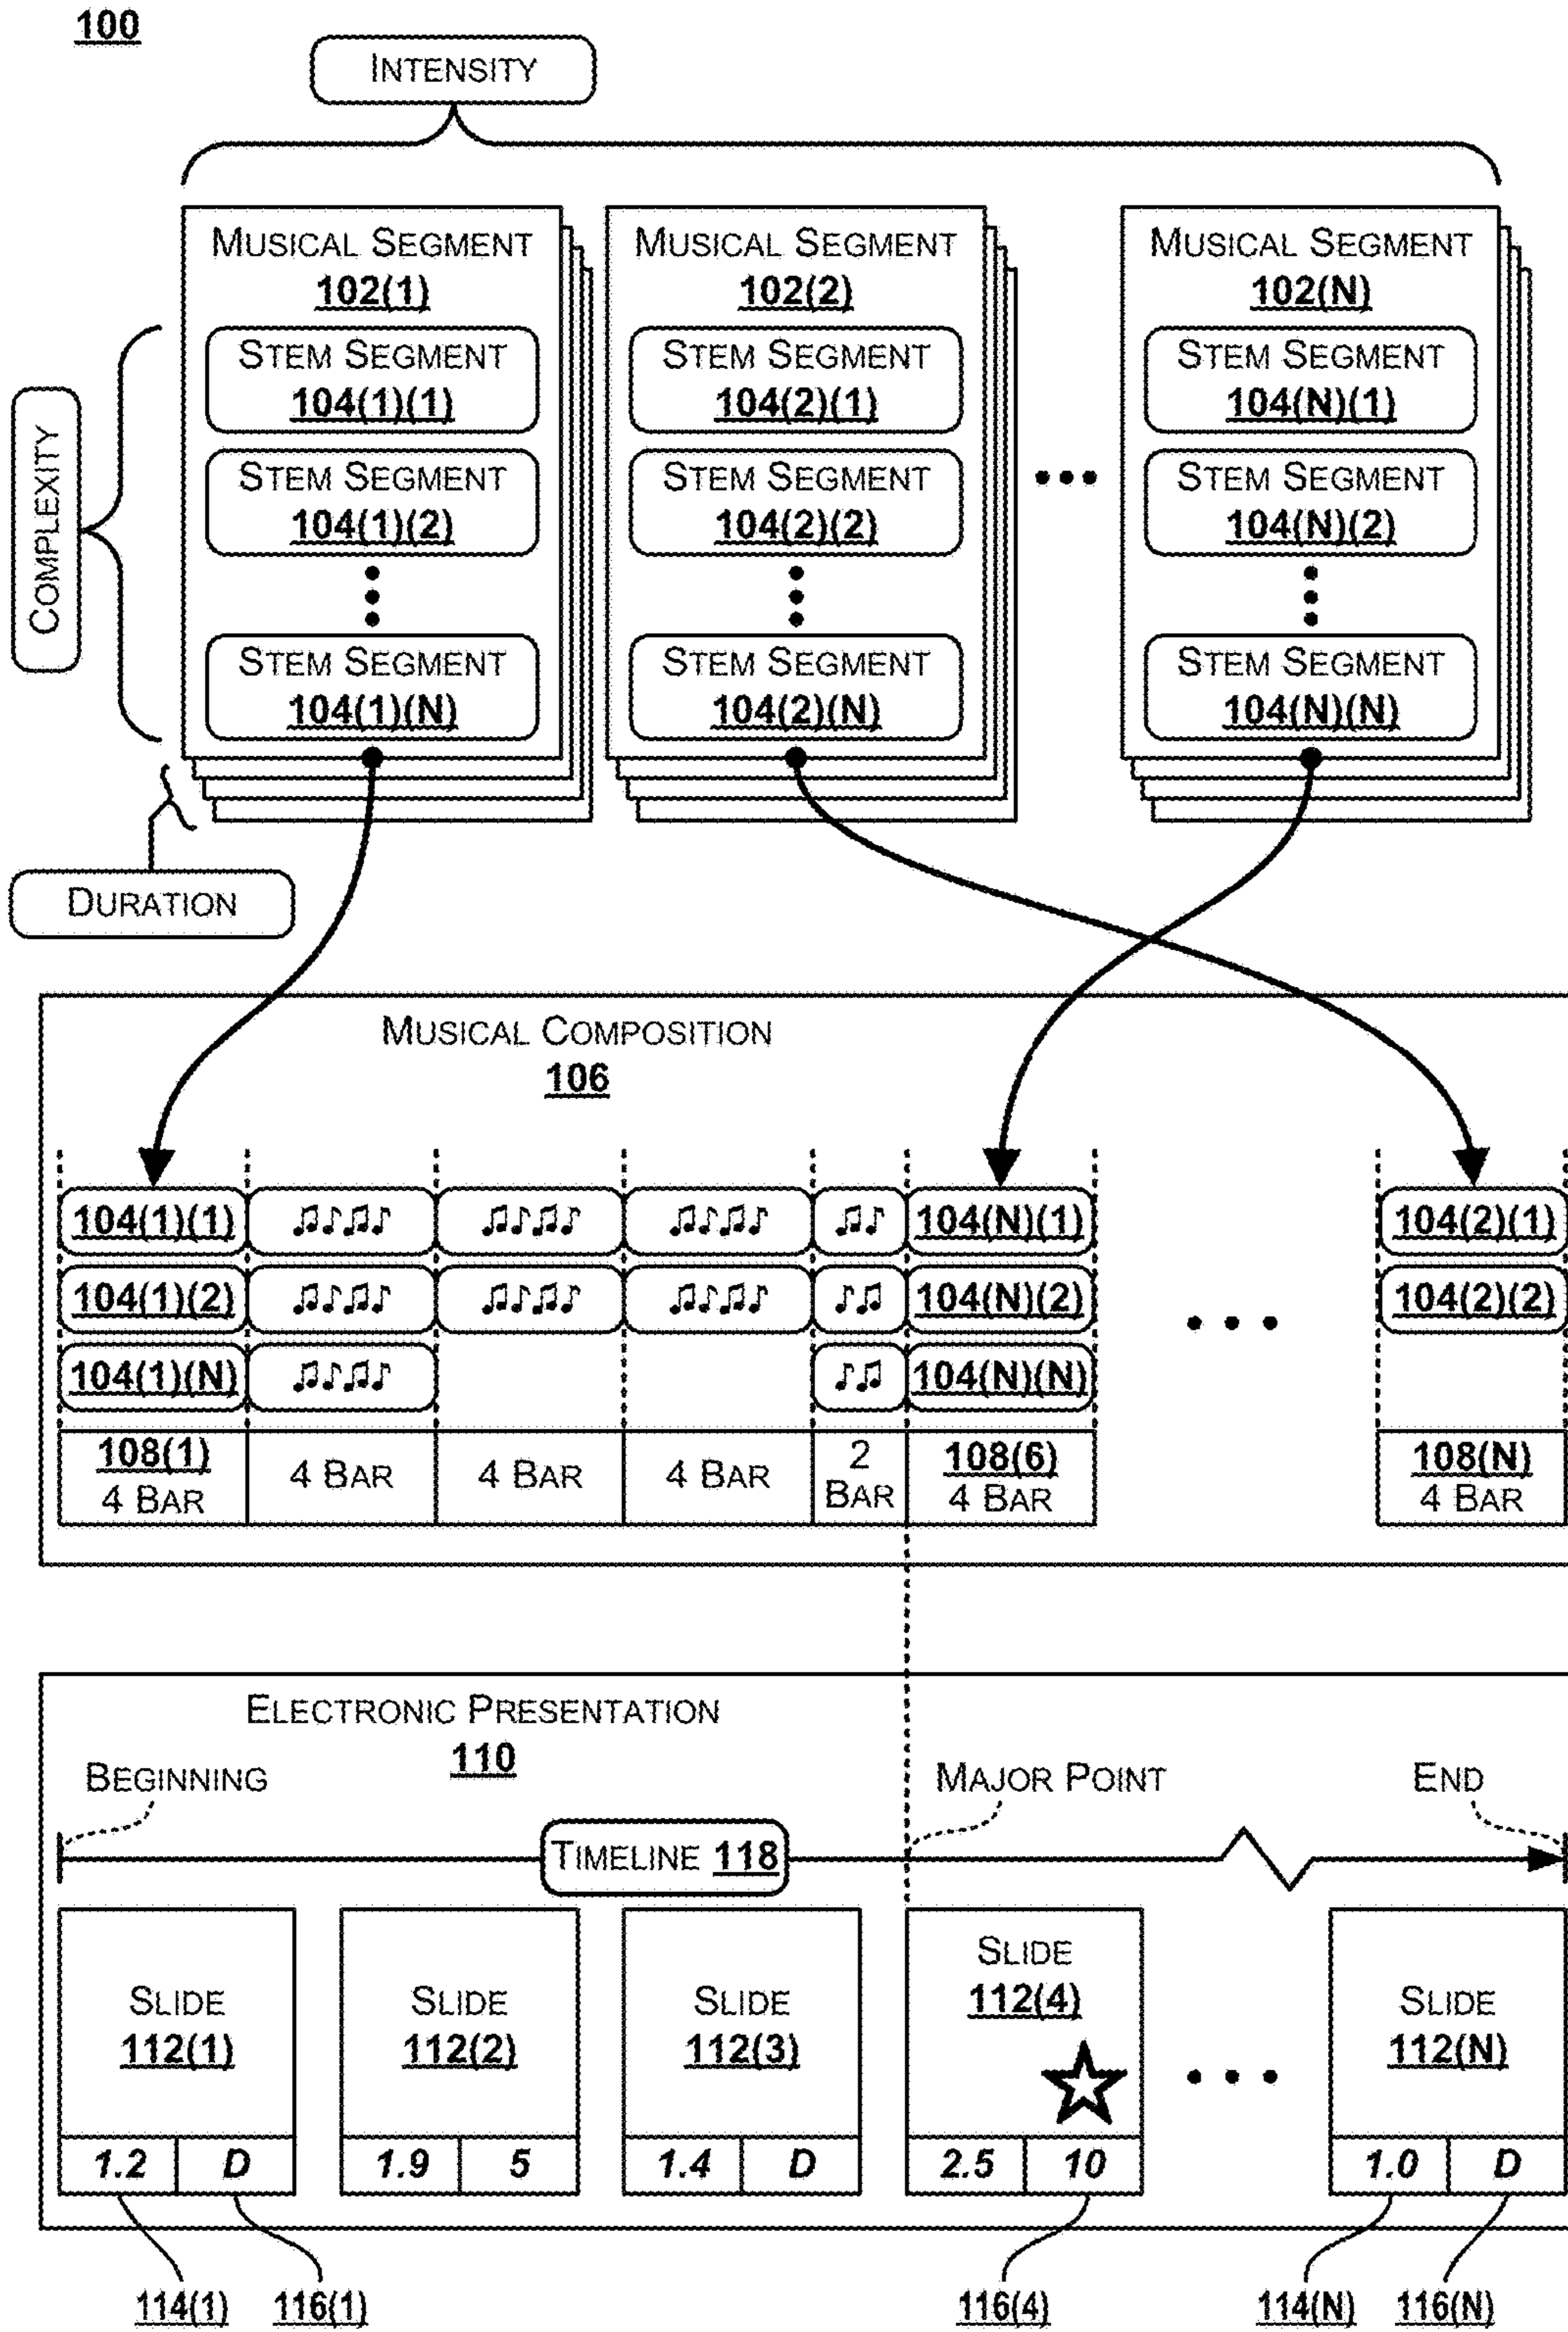 100
INTENSITY
MUSICAL SEGMENT
102(1)
STEM SEGMENT
104(1)(1)
STEM SEGMENT
104(1)(2)
STEM SEGMENT
104(1)(N)
MUSICAL SEGMENT
102(2)
STEM SEGMENT
104(2)(1)
STEM SEGMENT
104(2)(2)
STEM SEGMENT
104(2)(N)
MUSICAL SEGMENT
102(N)
STEM SEGMENT
104(N)(1)
STEM SEGMENT
104(N)(2)
STEM SEGMENT
104(N)(N)
COMPLEXITY
DURATION
MUSICAL COMPOSITION
106
104(1)(1) 104(N)(1) 104(2)(1)
104(1)(2) 104(N)(2) 104(2)(2)
104(1)(N) 104(N)(N)
108(1)
4 BAR
4 BAR
4 BAR
4 BAR
2
BAR
108(6)
4 BAR
108(N)
4 BAR
ELECTRONIC PRESENTATION
110
BEGINNING
MAJOR POINT
END
TIMELINE 118
SLIDE
112(1)
1.2 D
SLIDE
112(2)
1.9 5
SLIDE
112(3)
1.4 D
SLIDE
112(4)
2.5 10
SLIDE
112(N)
1.0 D
114(1) 116(1) 116(4) 114(N) 116(N)